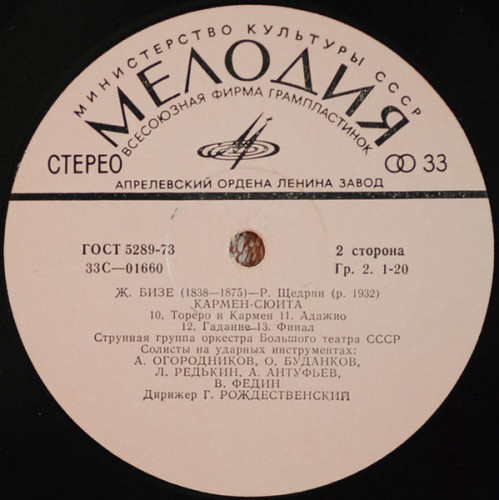 МИНИСТЕРСТВО КУЛЬТУРЫ СССР
МЕЛОДИЯ
ВСЕСОЮЗНАЯ ФИРМА ГРАМПЛАСТИНОК
СТЕРЕО 33
АПРЕЛЕВСКИЙ ОРДЕНА ЛЕНИНА ЗАВОД
ГОСТ 5289-73 2 сторона
33С—01660 Гр. 2. 1-20
Ж. БИЗЕ (1838—1875)—Р. Щедрин (р. 1932)
КАРМЕН-СЮИТА
10. Тореро и Кармен 11. Адажио
12. Гадание 13. Финал
Струнная группа оркестра Большого театра СССР
Солисты на ударных инструментах:
А. ОГОРОДНИКОВ, О. БУДАНКОВ,
Л. РЕДЬКИН, А. АНТУФЬЕВ,
В. ФЕДИН
Дирижер Г. РОЖДЕСТВЕНСКИЙ